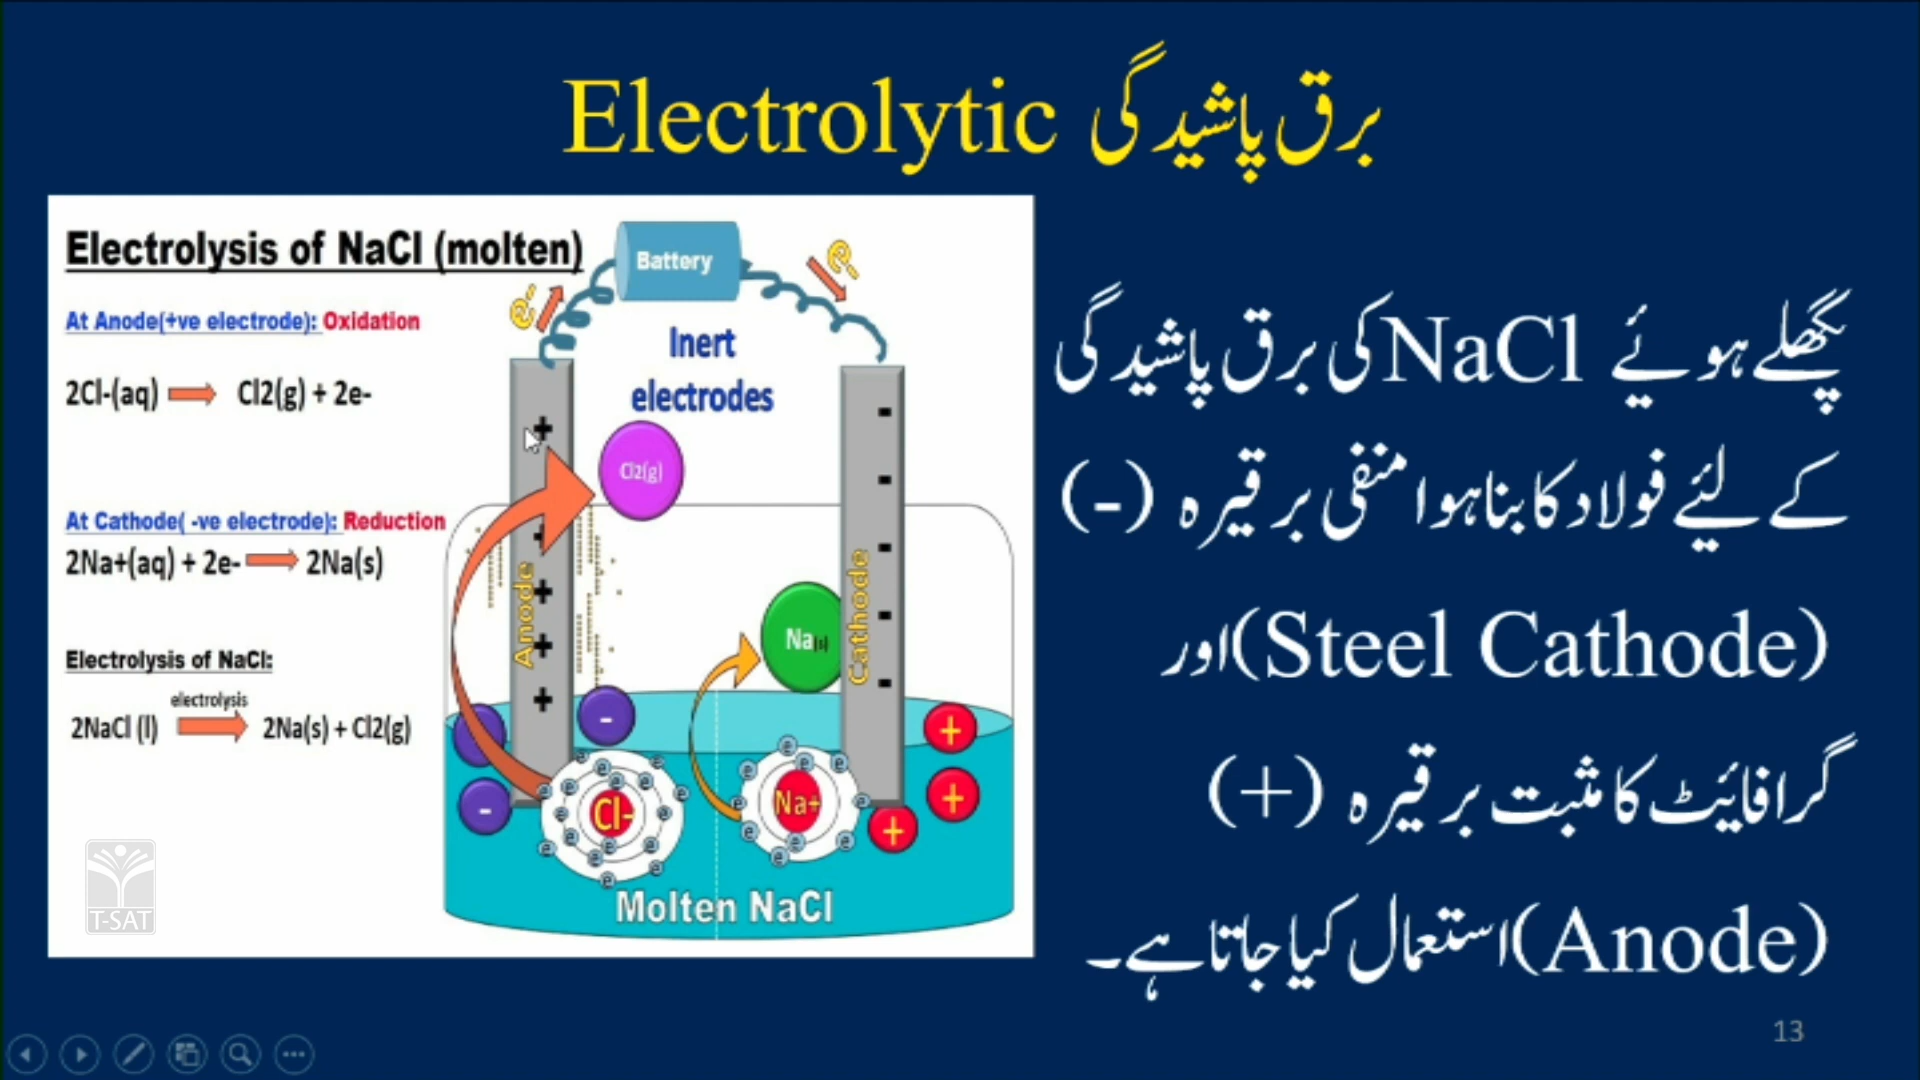 برق پاشیدگی Electrolytic
Electrolysis of NaCl (molten)
At Anode(+ve electrode): Oxidation
2Cl-(aq) Cl2(g) + 2e-
At Cathode( -ve electrode): Reduction
2Na+(aq) + 2e- 2Na(s)
Electrolysis of NaCl:
electrolysis
2NaCl (l) 2Na(s) + Cl2(g)
Battery
e-
e-
Inert
electrodes
+
Cl2(g)
Anode
+
+
+
-
-
-
-
-
Cathode
Na(s)
-
-
Cl-
Na+
+
+
+
Molten NaCl
T-SAT
پگھلے ہوئے NaCl کی برق پاشیدگی
کے لئے فولاد کا بنا ہوا منفی برقیرہ (-)
(Steel Cathode) اور
گرافائیٹ کا مثبت برقیرہ (+)
(Anode) استعمال کیا جاتا ہے۔
13